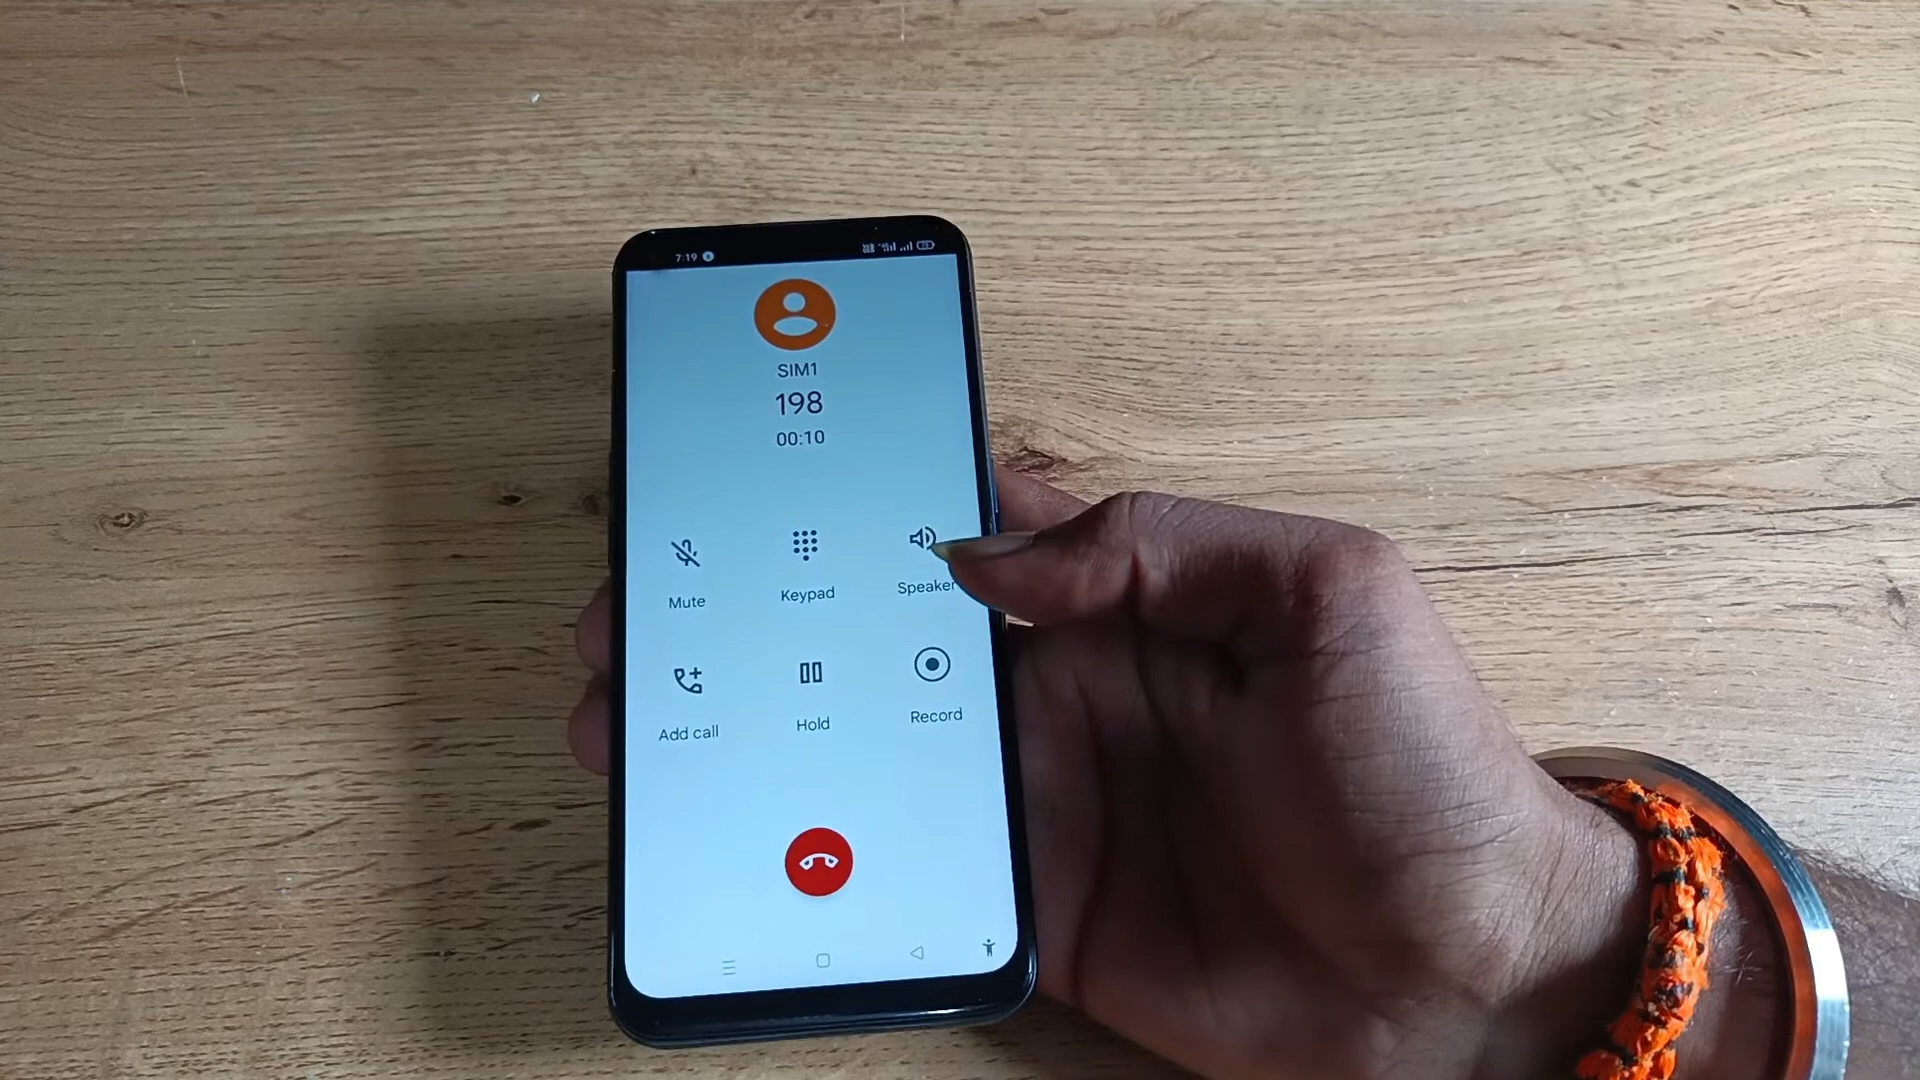 7:19
SIM1
198
00:10
Mute
Keypad
Speaker
Add call
Hold
Record